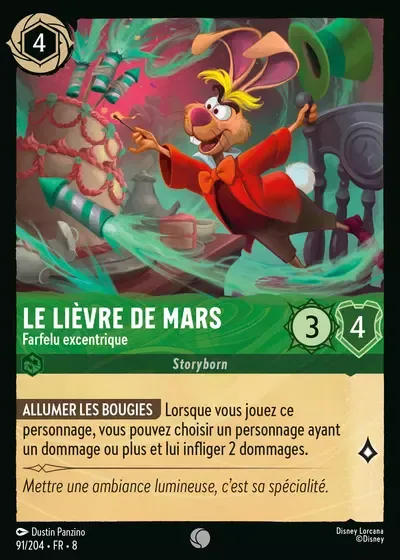 4
LE LIÈVRE DE MARS
Farfelu excentrique
3
4
Storyborn
ALLUMER LES BOUGIES Lorsque vous jouez ce
personnage, vous pouvez choisir un personnage ayant
un dommage ou plus et lui infliger 2 dommages.
Mettre une ambiance lumineuse, c'est sa spécialité.
Dustin Panzino
91/204 • FR • 8
Disney Lorcana
©Disney